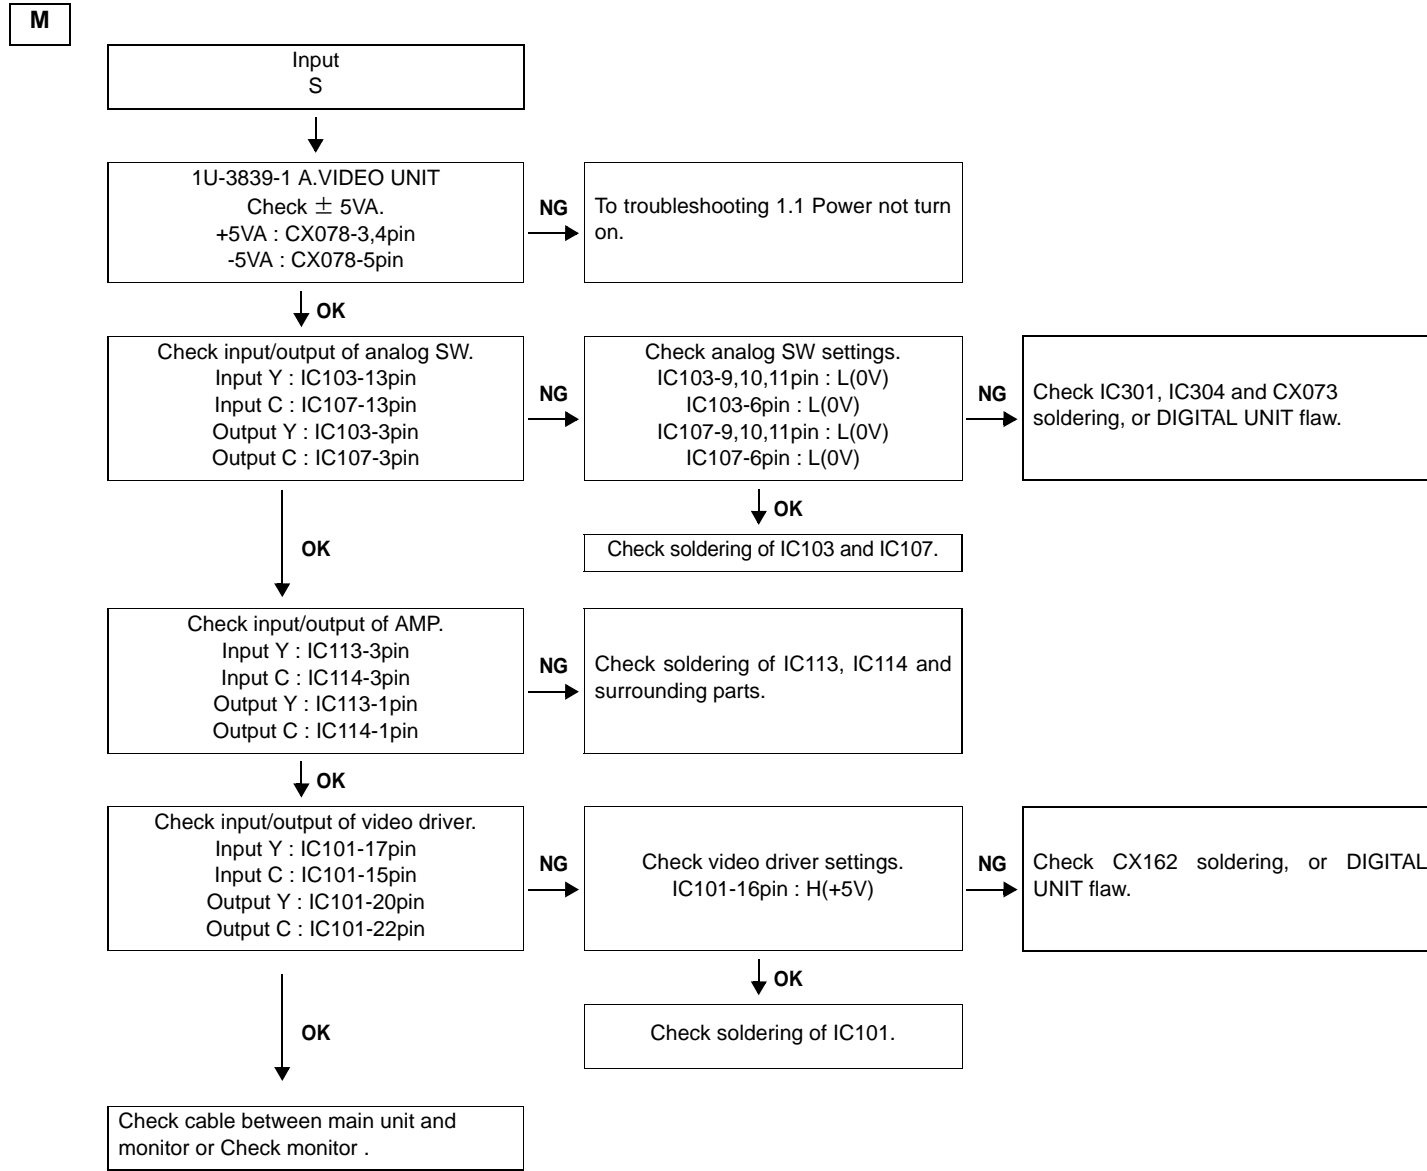 M
Input
S
1U-3839-1 A.VIDEO UNIT
Check ± 5VA.
+5VA : CX078-3,4pin
-5VA : CX078-5pin
NG
To troubleshooting 1.1 Power not turn
on.
OK
Check input/output of analog SW.
Input Y : IC103-13pin
Input C : IC107-13pin
Output Y : IC103-3pin
Output C : IC107-3pin
NG
Check analog SW settings.
IC103-9,10,11pin : L(0V)
IC103-6pin : L(0V)
IC107-9,10,11pin : L(0V)
IC107-6pin : L(0V)
NG
Check IC301, IC304 and CX073
soldering, or DIGITAL UNIT flaw.
OK
Check soldering of IC103 and IC107.
OK
Check input/output of AMP.
Input Y : IC113-3pin
Input C : IC114-3pin
Output Y : IC113-1pin
Output C : IC114-1pin
NG
Check soldering of IC113, IC114 and
surrounding parts.
OK
Check input/output of video driver.
Input Y : IC101-17pin
Input C : IC101-15pin
Output Y : IC101-20pin
Output C : IC101-22pin
NG
Check video driver settings.
IC101-16pin : H(+5V)
NG
Check CX162 soldering, or DIGITAL
UNIT flaw.
OK
Check soldering of IC101.
OK
Check cable between main unit and
monitor or Check monitor .